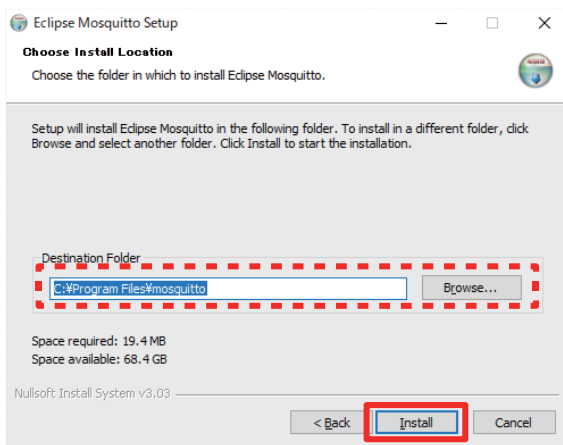 Eclipse Mosquitto Setup
Choose Install Location
Choose the folder in which to install Eclipse Mosquitto.
Setup will install Eclipse Mosquitto in the following folder. To install in a different folder, click
Browse and select another folder. Click Install to start the installation.
Destination Folder
C:¥Program Files¥mosquitto
Browse...
Space required: 19.4 MB
Space available: 68.4 GB
Nullsoft Install System v3.03
< Back
Install
Cancel